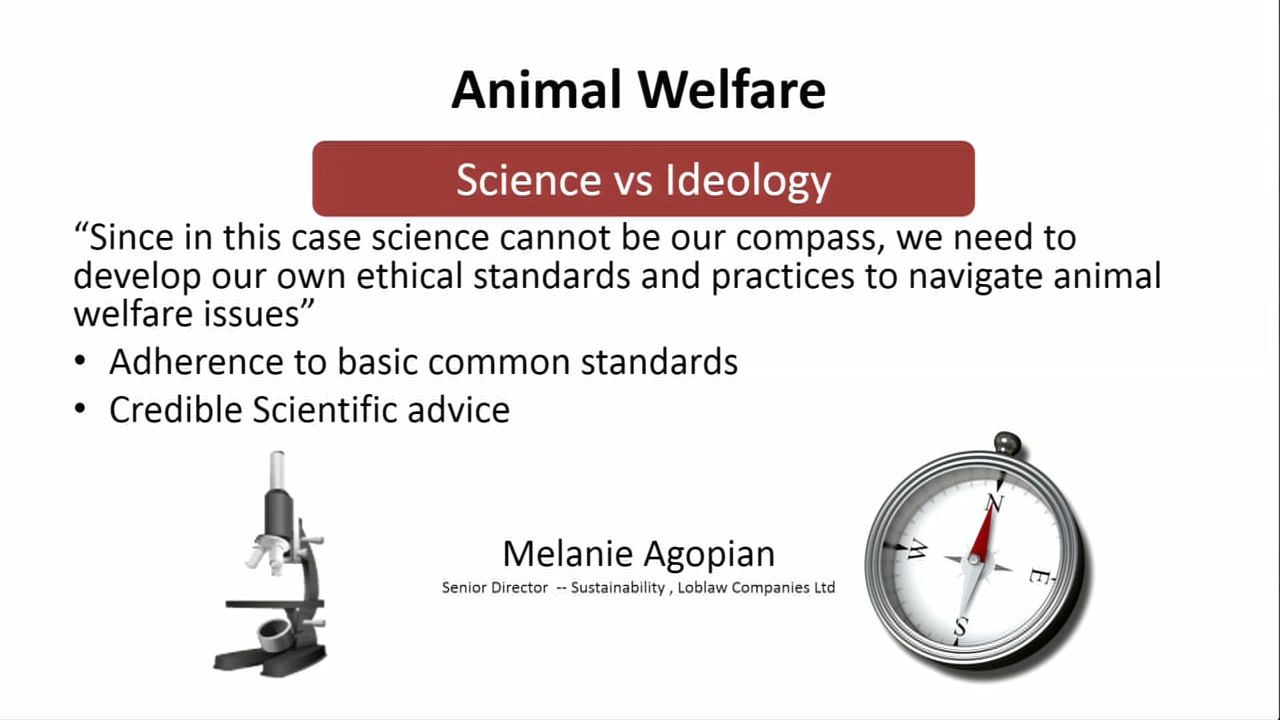 Animal Welfare
Science vs Ideology
“Since in this case science cannot be our compass, we need to
develop our own ethical standards and practices to navigate animal
welfare issues”
• Adherence to basic common standards
• Credible Scientific advice
N
W
E
S
Melanie Agopian
Senior Director -- Sustainability , Loblaw Companies Ltd